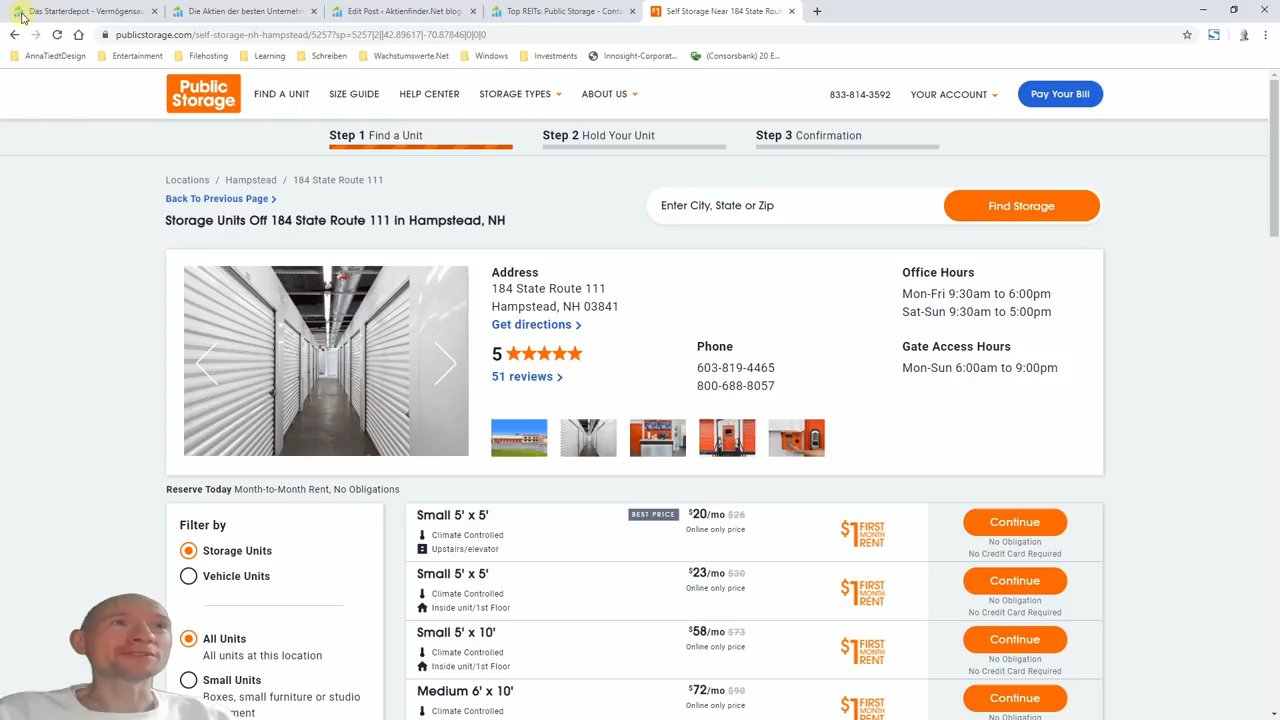 Das Starterdepot - Vermögensau
Die Aktien der besten Unternehm
Edit Post ‹ Aktienfinder.Net blog
Top REITs: Public Storage - Conta
Self Storage Near 184 State Rout
publicstorage.com/self-storage-nh-hampstead/5257?sp=5257|2||42.89617|-70.87846|0|0|0
AnnaTiedtDesign
Entertainment
Filehosting
Learning
Schreiben
Wachstumswerte.Net
Windows
Investments
Innosight-Corporat...
(Consorsbank) 20 E...
Public Storage
FIND A UNIT
SIZE GUIDE
HELP CENTER
STORAGE TYPES
ABOUT US
833-814-3592
YOUR ACCOUNT
Pay Your Bill
Step 1 Find a Unit
Step 2 Hold Your Unit
Step 3 Confirmation
Locations / Hampstead / 184 State Route 111
Back To Previous Page
Storage Units Off 184 State Route 111 in Hampstead, NH
Enter City, State or Zip
Find Storage
Address
184 State Route 111
Hampstead, NH 03841
Get directions
5
51 reviews
Phone
603-819-4465
800-688-8057
Office Hours
Mon-Fri 9:30am to 6:00pm
Sat-Sun 9:30am to 5:00pm
Gate Access Hours
Mon-Sun 6:00am to 9:00pm
Reserve Today Month-to-Month Rent, No Obligations
Filter by
Storage Units
Vehicle Units
All Units
All units at this location
Small Units
Boxes, small furniture or studio
Small 5' x 5'
Climate Controlled
Upstairs/elevator
BEST PRICE
$20/mo $26
Online only price
$1 FIRST MONTH RENT
Continue
No Obligation
No Credit Card Required
Small 5' x 5'
Climate Controlled
Inside unit/1st Floor
$23/mo $30
Online only price
$1 FIRST MONTH RENT
Continue
No Obligation
No Credit Card Required
Small 5' x 10'
Climate Controlled
Inside unit/1st Floor
$58/mo $73
Online only price
$1 FIRST MONTH RENT
Continue
No Obligation
No Credit Card Required
Medium 6' x 10'
Climate Controlled
$72/mo $90
Online only price
$1 FIRST MONTH RENT
Continue
No Obligation